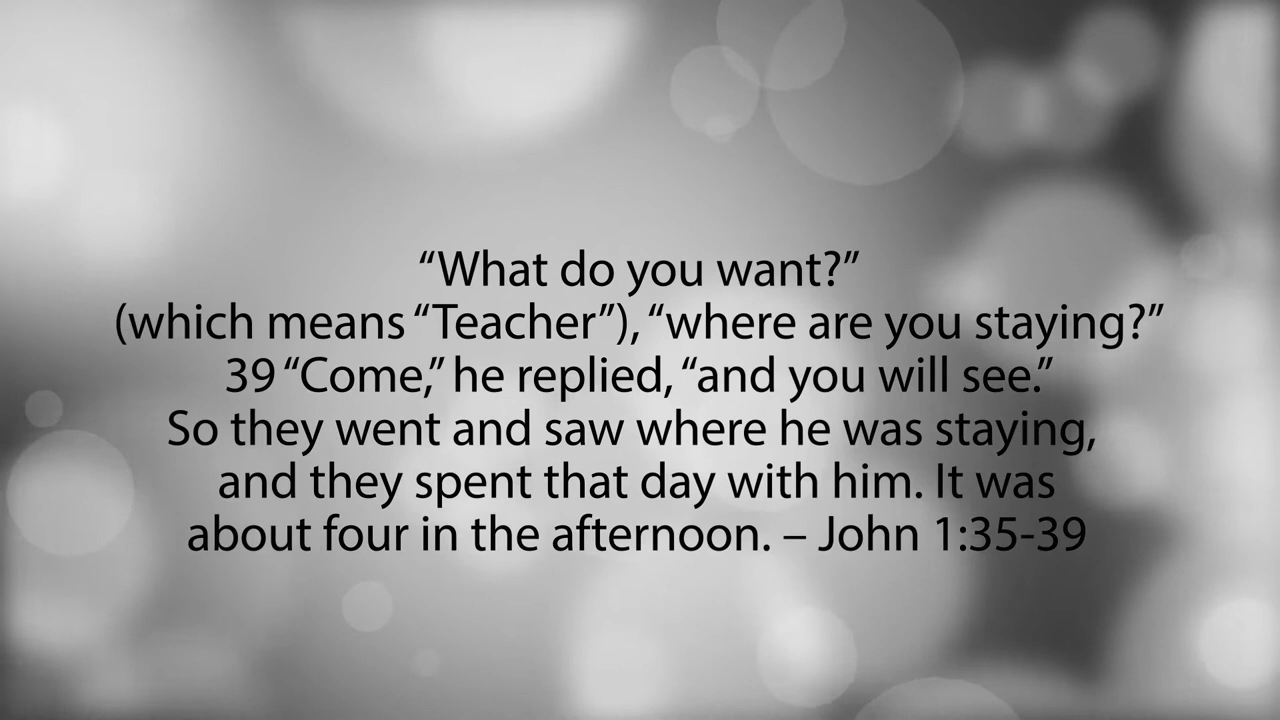 “What do you want?”
(which means “Teacher”), “where are you staying?”
39 “Come,” he replied, “and you will see.”
So they went and saw where he was staying,
and they spent that day with him. It was
about four in the afternoon. – John 1:35-39